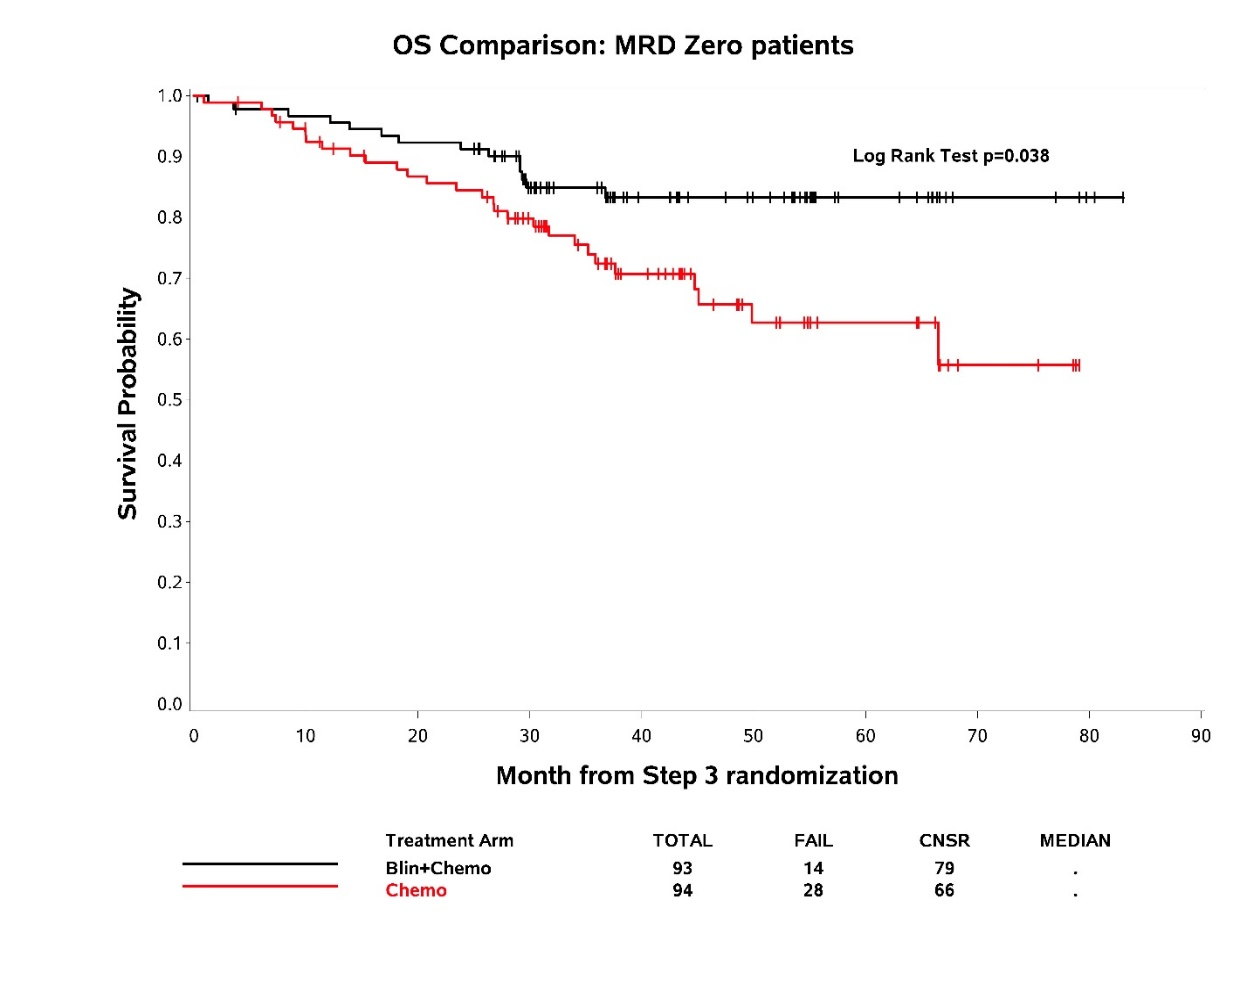 OS Comparison: MRD Zero patients
1.0
0.9
0.8
0.7
0.6
0.5
0.4
0.3
0.2
0.1
0.0
Survival Probability
Log Rank Test p=0.038
0 10 20 30 40 50 60 70 80 90
Month from Step 3 randomization
Treatment Arm TOTAL FAIL CNSR MEDIAN
Blin+Chemo 93 14 79 .
Chemo 94 28 66 .